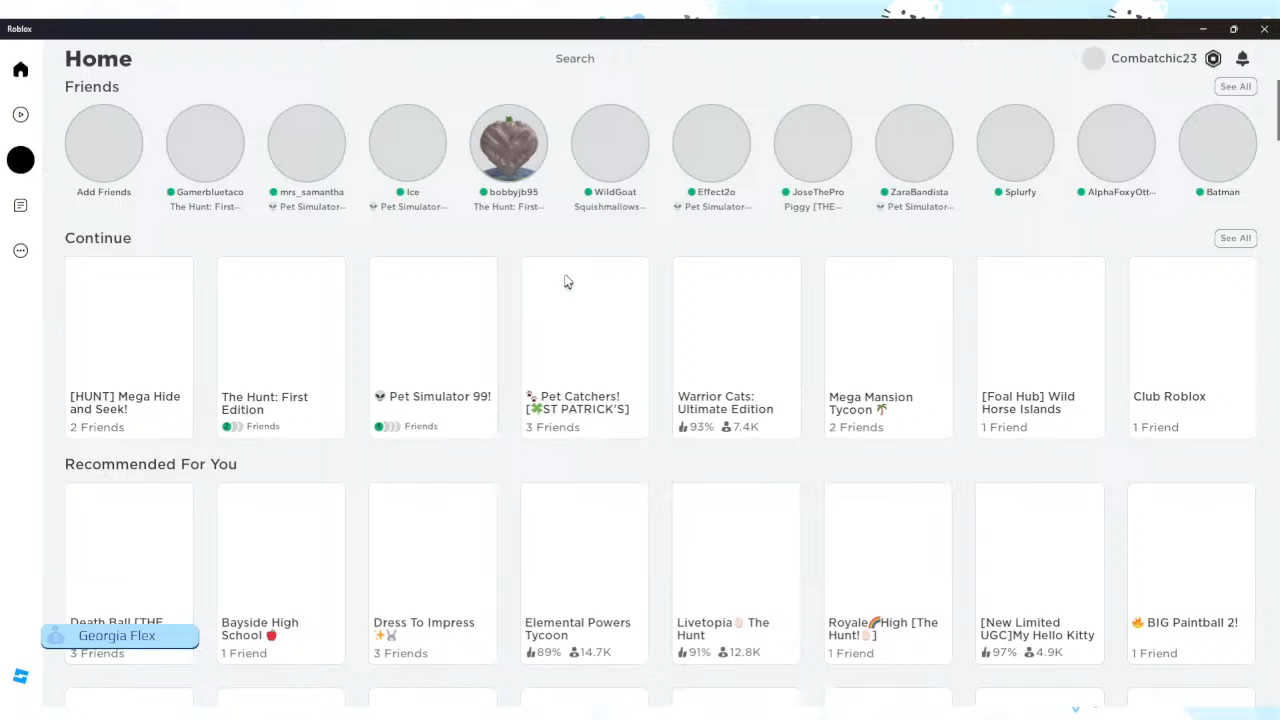 Roblox
Home
Search
Combatchic23
Friends
See All
Add Friends
Gamerbluetaco
mrs_samantha
Ice
bobbyjb95
WildGoat
EffectZo
JoseThePro
ZaraBandista
Splurfy
AlphaFoxyOtt...
Batman
The Hunt: First...
Pet Simulator...
Pet Simulator...
The Hunt: First...
Squishmallows...
Pet Simulator...
Piggy [THE...
Pet Simulator...
Continue
See All
[HUNT] Mega Hide
and Seek!
2 Friends
The Hunt: First
Edition
2 Friends
👽 Pet Simulator 99!
Friends
🐾 Pet Catchers!
[🍀ST PATRICK'S]
3 Friends
Warrior Cats:
Ultimate Edition
93% 7.4K
Mega Mansion
Tycoon 🌴
2 Friends
[Foal Hub] Wild
Horse Islands
1 Friend
Club Roblox
1 Friend
Recommended For You
Death Ball [THE
3 Friends
Georgia Flex
Bayside High
School 🍎
1 Friend
Dress To Impress
✨🐰
3 Friends
Elemental Powers
Tycoon
89% 14.7K
Livetopia🥚 The
Hunt
91% 12.8K
Royale🌈High [The
Hunt!🥚]
1 Friend
[New Limited
UGC]My Hello Kitty
97% 4.9K
🔥 BIG Paintball 2!
1 Friend